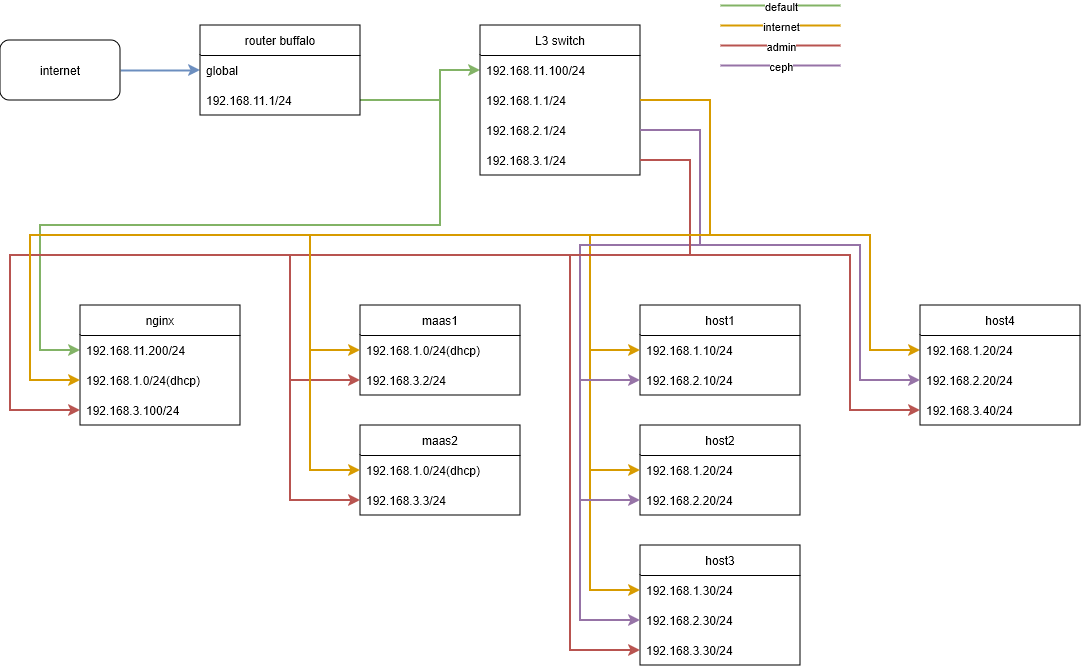 default
internet
admin
ceph
internet
router buffalo
global
192.168.11.1/24
L3 switch
192.168.11.100/24
192.168.1.1/24
192.168.2.1/24
192.168.3.1/24
nginx
192.168.11.200/24
192.168.1.0/24(dhcp)
192.168.3.100/24
maas1
192.168.1.0/24(dhcp)
192.168.3.2/24
maas2
192.168.1.0/24(dhcp)
192.168.3.3/24
host1
192.168.1.10/24
192.168.2.10/24
host2
192.168.1.20/24
192.168.2.20/24
host3
192.168.1.30/24
192.168.2.30/24
192.168.3.30/24
host4
192.168.1.20/24
192.168.2.20/24
192.168.3.40/24